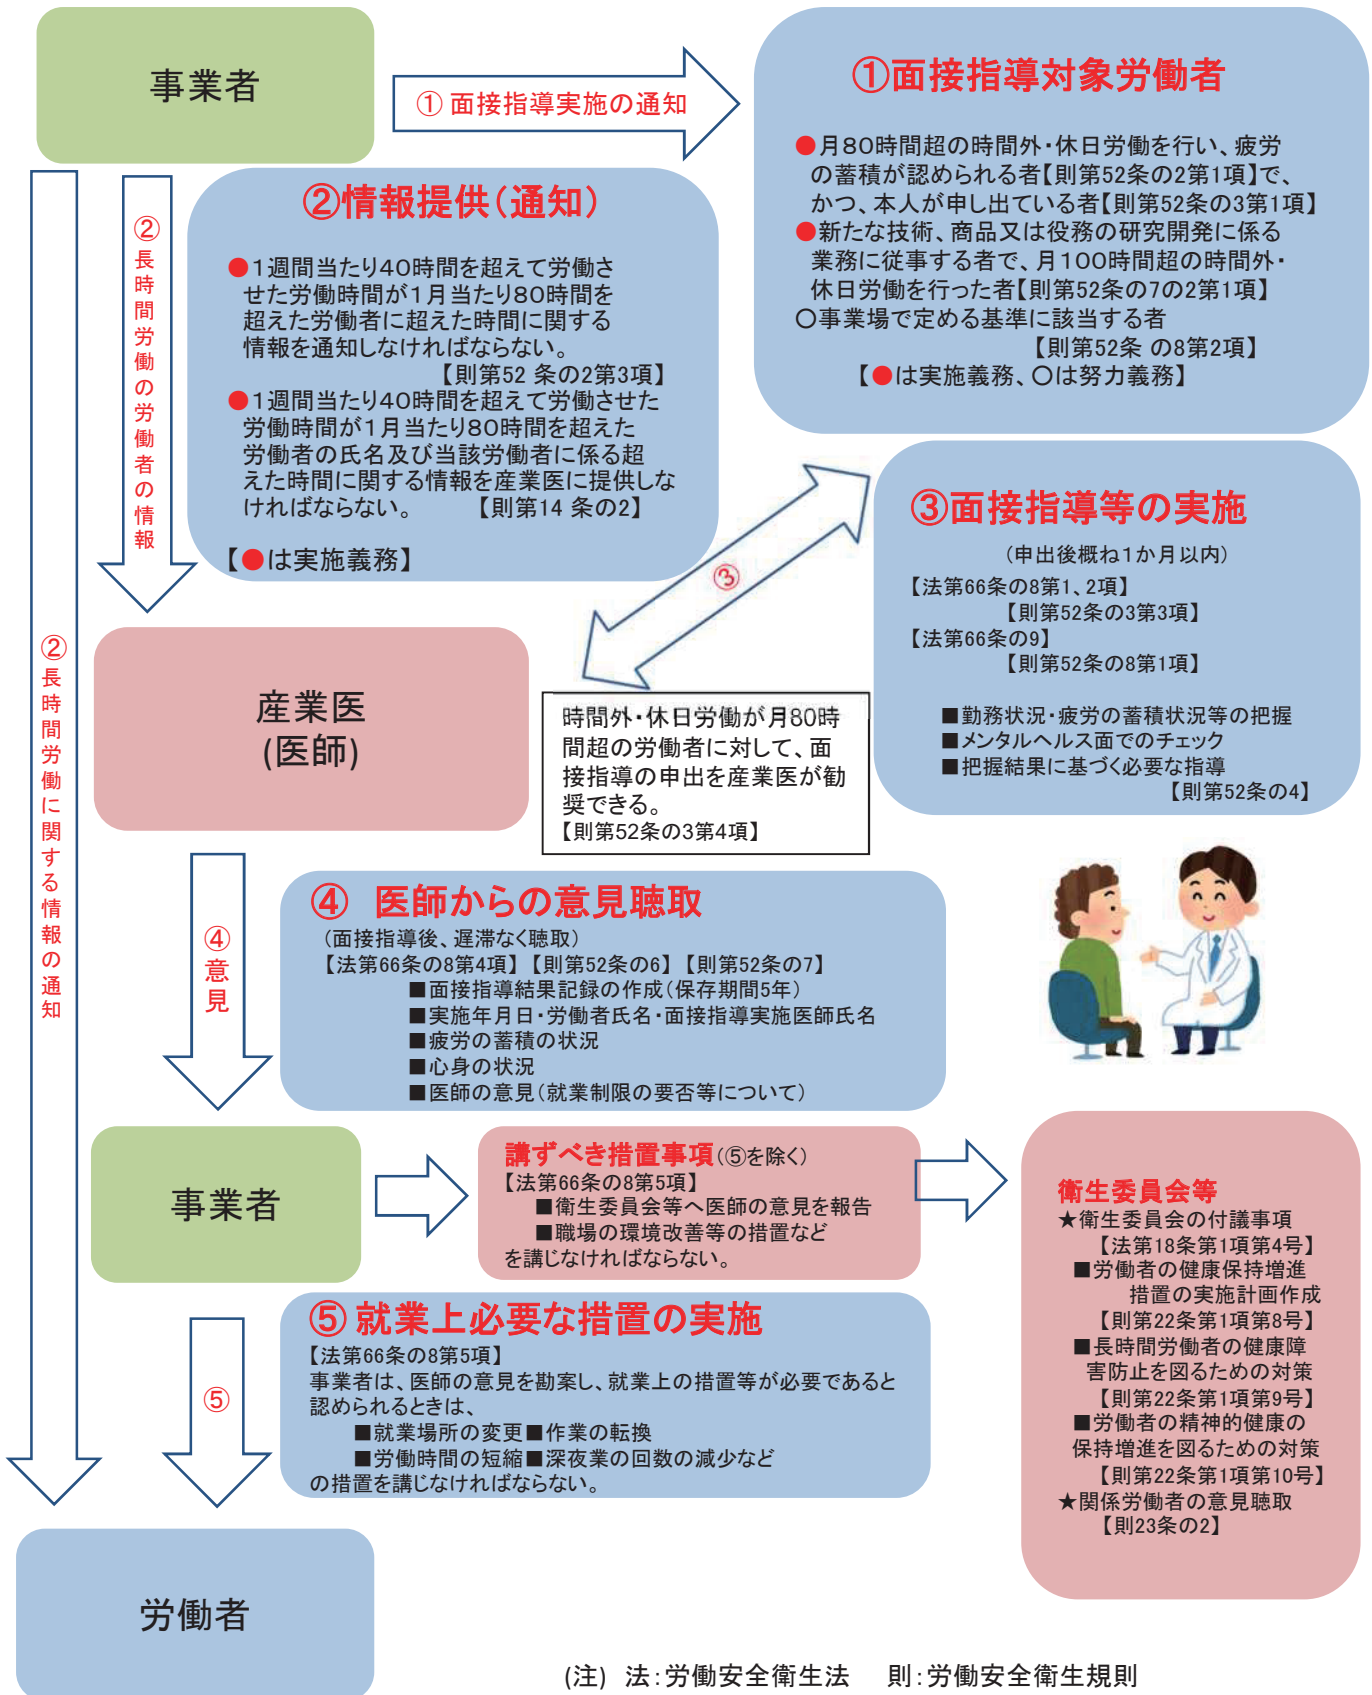 事業者
① 面接指導実施の通知
①面接指導対象労働者
●月80時間超の時間外・休日労働を行い、疲労
の蓄積が認められる者【則第52条の2第1項】で、
かつ、本人が申し出ている者【則第52条の3第1項】
●新たな技術、商品又は役務の研究開発に係る
業務に従事する者で、月100時間超の時間外・
休日労働を行った者【則第52条の7の2第1項】
○事業場で定める基準に該当する者
【則第52条 の8第2項】
【●は実施義務、○は努力義務】
②長時間労働の労働者の情報
②情報提供(通知)
●1週間当たり40時間を超えて労働さ
せた労働時間が1月当たり80時間を
超えた労働者に超えた時間に関する
情報を通知しなければならない。
【則第52 条の2第3項】
●1週間当たり40時間を超えて労働させた
労働時間が1月当たり80時間を超えた
労働者の氏名及び当該労働者に係る超
えた時間に関する情報を産業医に提供しな
ければならない。 【則第14 条の2】
【●は実施義務】
②長時間労働に関する情報の通知
③
③面接指導等の実施
(申出後概ね1か月以内)
【法第66条の8第1、2項】
【則第52条の3第3項】
【法第66条の9】
【則第52条の8第1項】
■勤務状況・疲労の蓄積状況等の把握
■メンタルヘルス面でのチェック
■把握結果に基づく必要な指導
【則第52条の4】
産業医
(医師)
時間外・休日労働が月80時
間超の労働者に対して、面
接指導の申出を産業医が勧
奨できる。
【則第52条の3第4項】
④意見
④ 医師からの意見聴取
(面接指導後、遅滞なく聴取)
【法第66条の8第4項】【則第52条の6】【則第52条の7】
■面接指導結果記録の作成(保存期間5年)
■実施年月日・労働者氏名・面接指導実施医師氏名
■疲労の蓄積の状況
■心身の状況
■医師の意見(就業制限の要否等について)
事業者
講ずべき措置事項(⑤を除く)
【法第66条の8第5項】
■衛生委員会等へ医師の意見を報告
■職場の環境改善等の措置など
を講じなければならない。
衛生委員会等
★衛生委員会の付議事項
【法第18条第1項第4号】
■労働者の健康保持増進
措置の実施計画作成
【則第22条第1項第8号】
■長時間労働者の健康障
害防止を図るための対策
【則第22条第1項第9号】
■労働者の精神的健康の
保持増進を図るための対策
【則第22条第1項第10号】
★関係労働者の意見聴取
【則23条の2】
⑤
⑤就業上必要な措置の実施
【法第66条の8第5項】
事業者は、医師の意見を勘案し、就業上の措置等が必要であると
認められるときは、
■就業場所の変更■作業の転換
■労働時間の短縮■深夜業の回数の減少など
の措置を講じなければならない。
労働者
(注) 法:労働安全衛生法 則:労働安全衛生規則